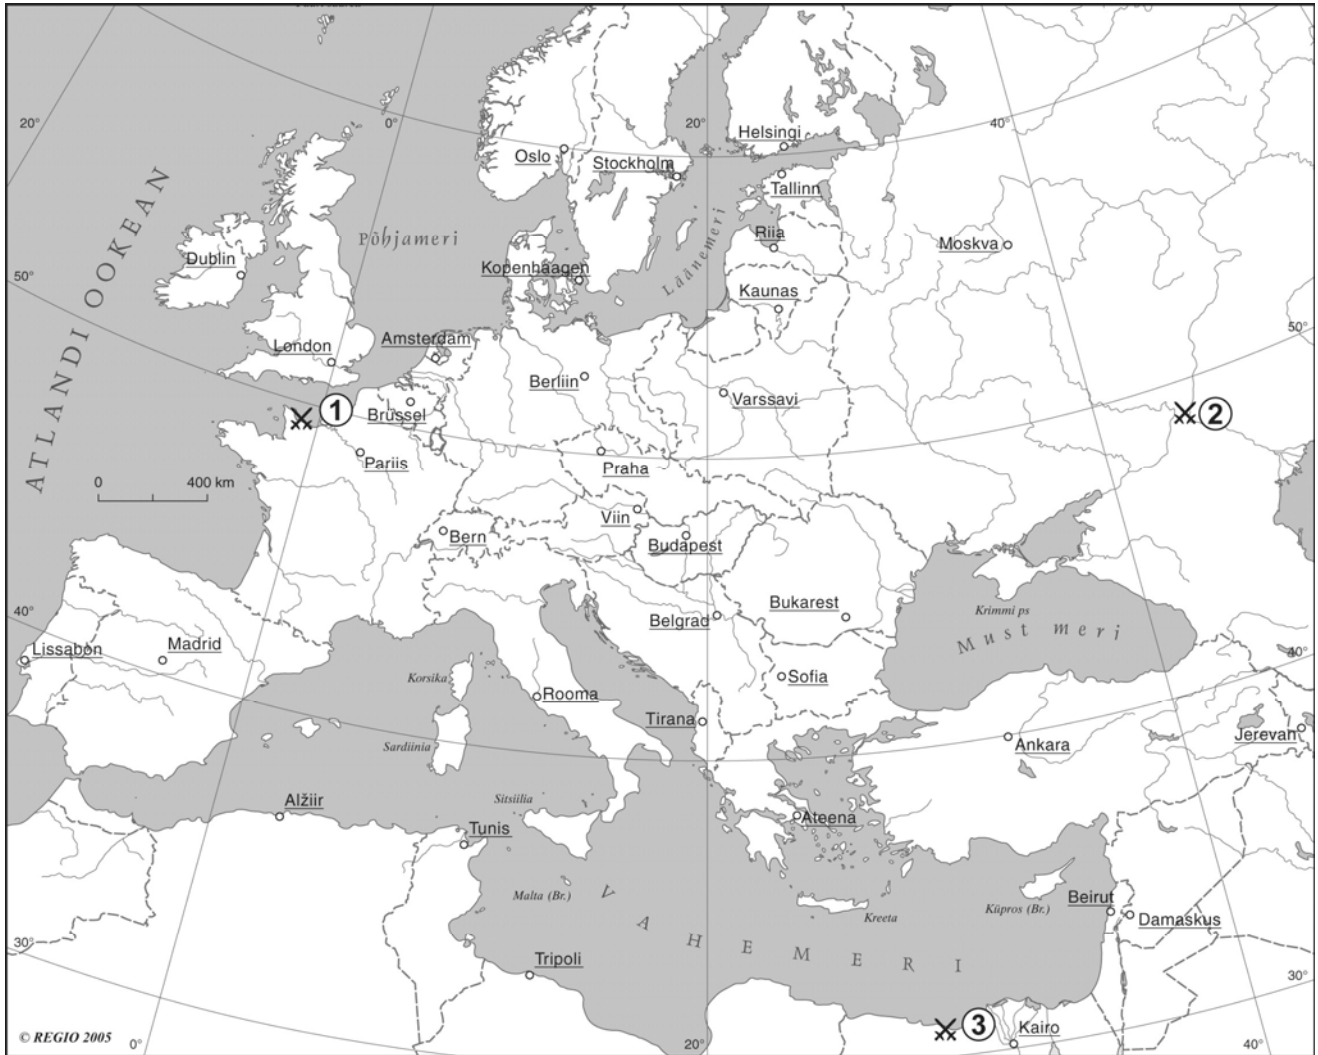 20°
0°
20°
40°
Helsingi
Oslo
Stockholm
Tallinn
ATLANDI OOKEAN
Põhjameri
Riia
Moskva
Dublin
Kopenhaagen
Läänemeri
50°
Kaunas
50°
London
Amsterdam
Berliin
Varssavi
1
Brüssel
2
Pariis
Praha
0 400 km
Viin
Bern
Budapest
40°
Belgrad
Bukarest
Krimmi ps
Must meri
Lissabon
Madrid
40°
Korsika
Sofia
Rooma
Tirana
Sardiinia
Ankara
Jerevan
Alžiir
Sitsiilia
Ateena
Tunis
Malta (Br.)
VAHEMERI
Kreeta
Küpros (Br.)
Beirut
Damaskus
30°
Tripoli
30°
3
Kairo
© REGIO 2005
0°
20°
40°